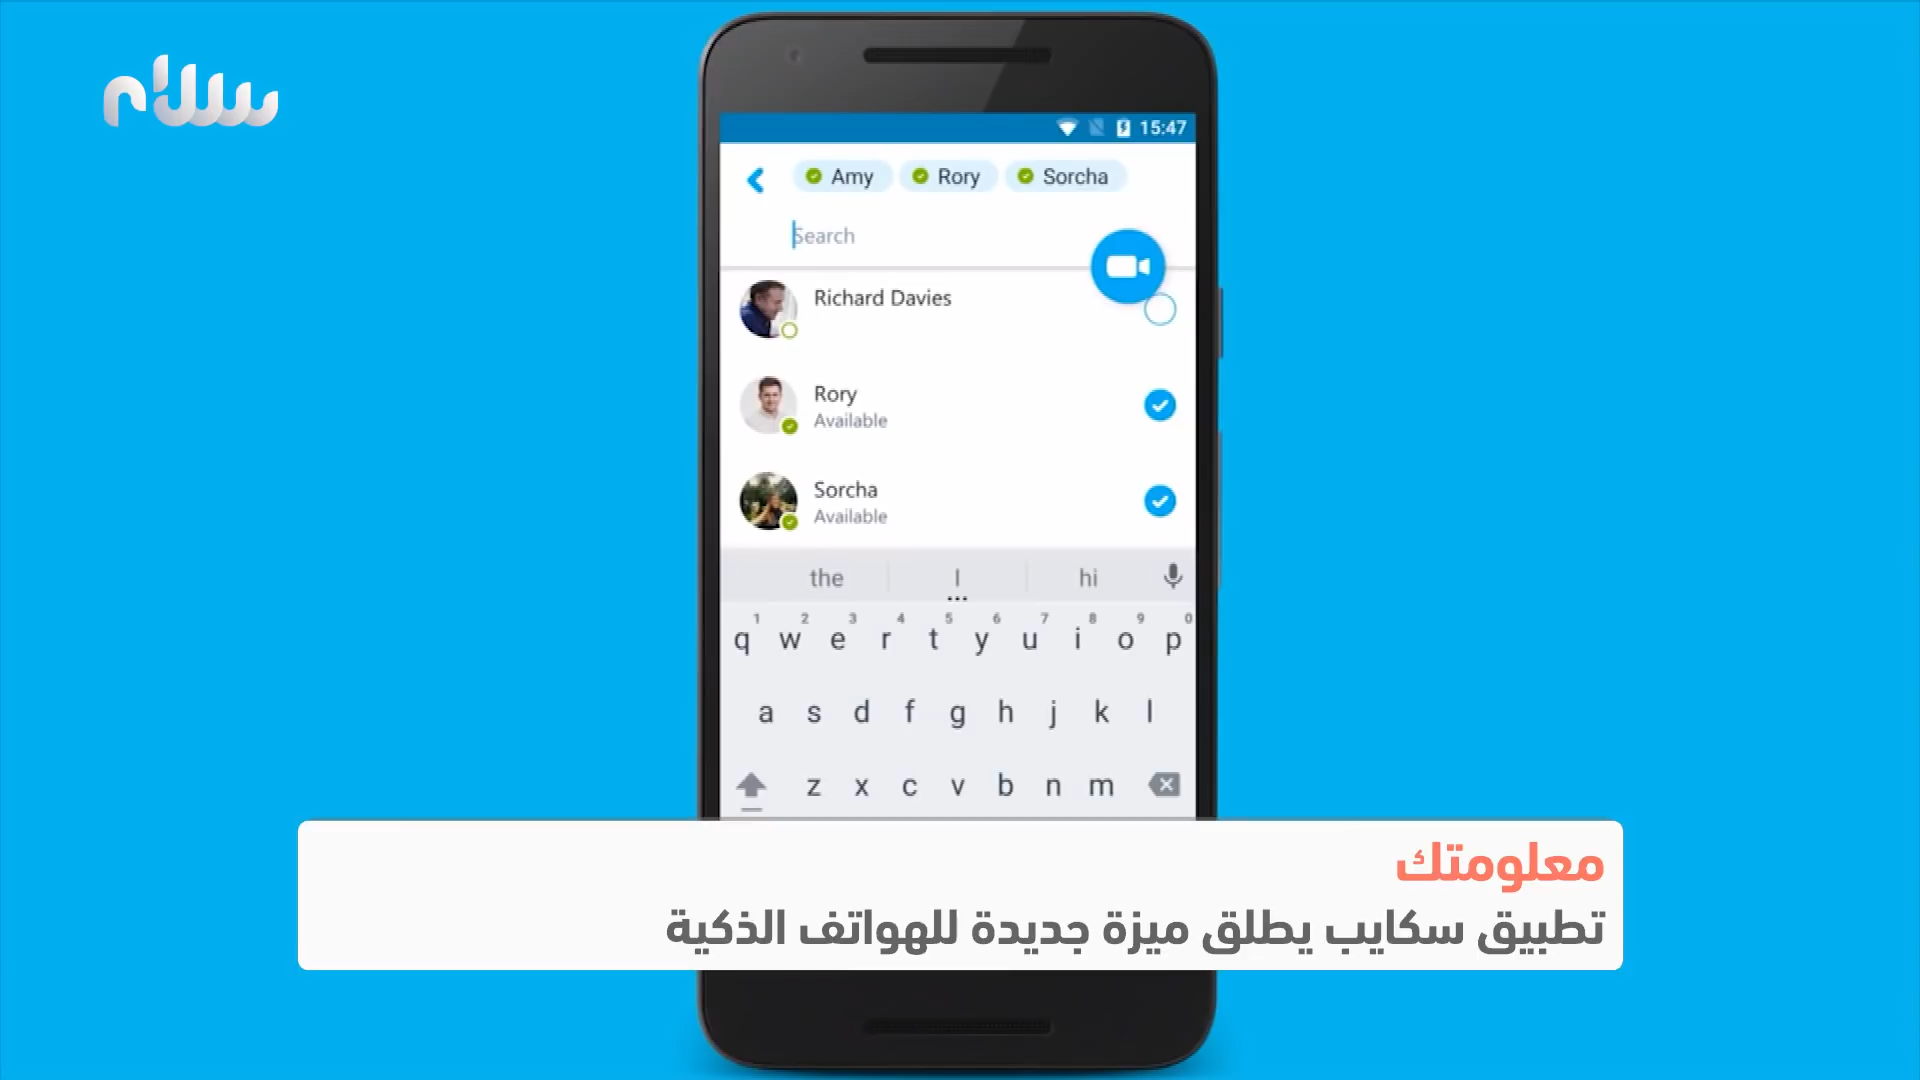 سلام
15:47
Amy Rory Sorcha
Search
Richard Davies
Rory
Available
Sorcha
Available
the I hi
1 2 3 4 5 6 7 8 9 0
q w e r t y u i o p
a s d f g h j k l
z x c v b n m
معلومتك
تطبيق سكايب يطلق ميزة جديدة للهواتف الذكية